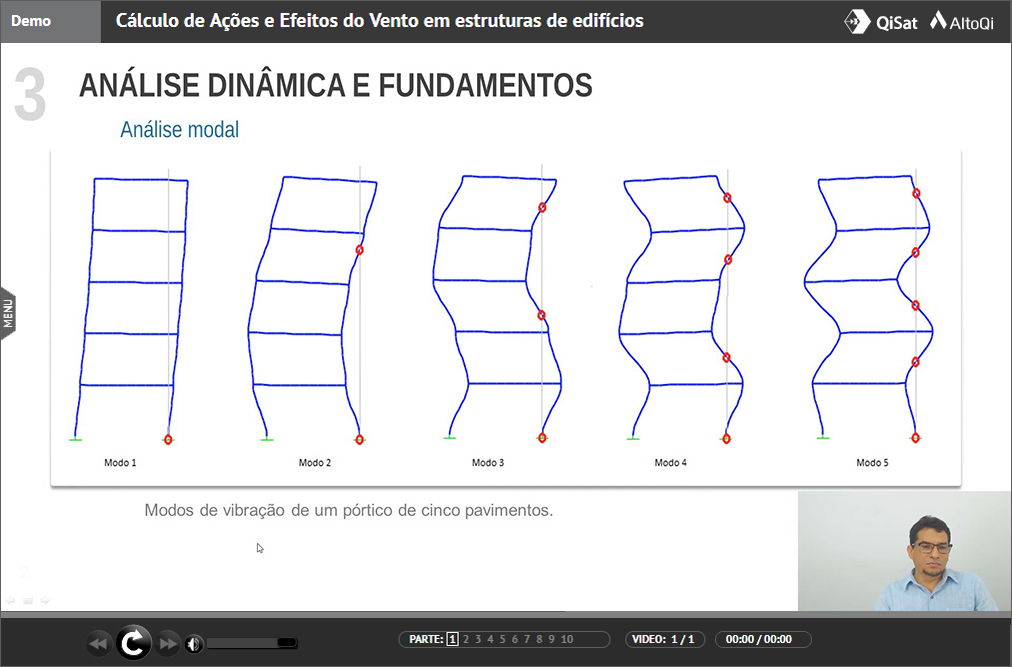 Demo
Cálculo de Ações e Efeitos do Vento em estruturas de edifícios
QiSat AltoQi
3
ANÁLISE DINÂMICA E FUNDAMENTOS
Análise modal
MENU
Modo 1 Modo 2 Modo 3 Modo 4 Modo 5
Modos de vibração de um pórtico de cinco pavimentos.
2
PARTE: 1 2 3 4 5 6 7 8 9 10
VIDEO: 1 / 1
00:00 / 00:00